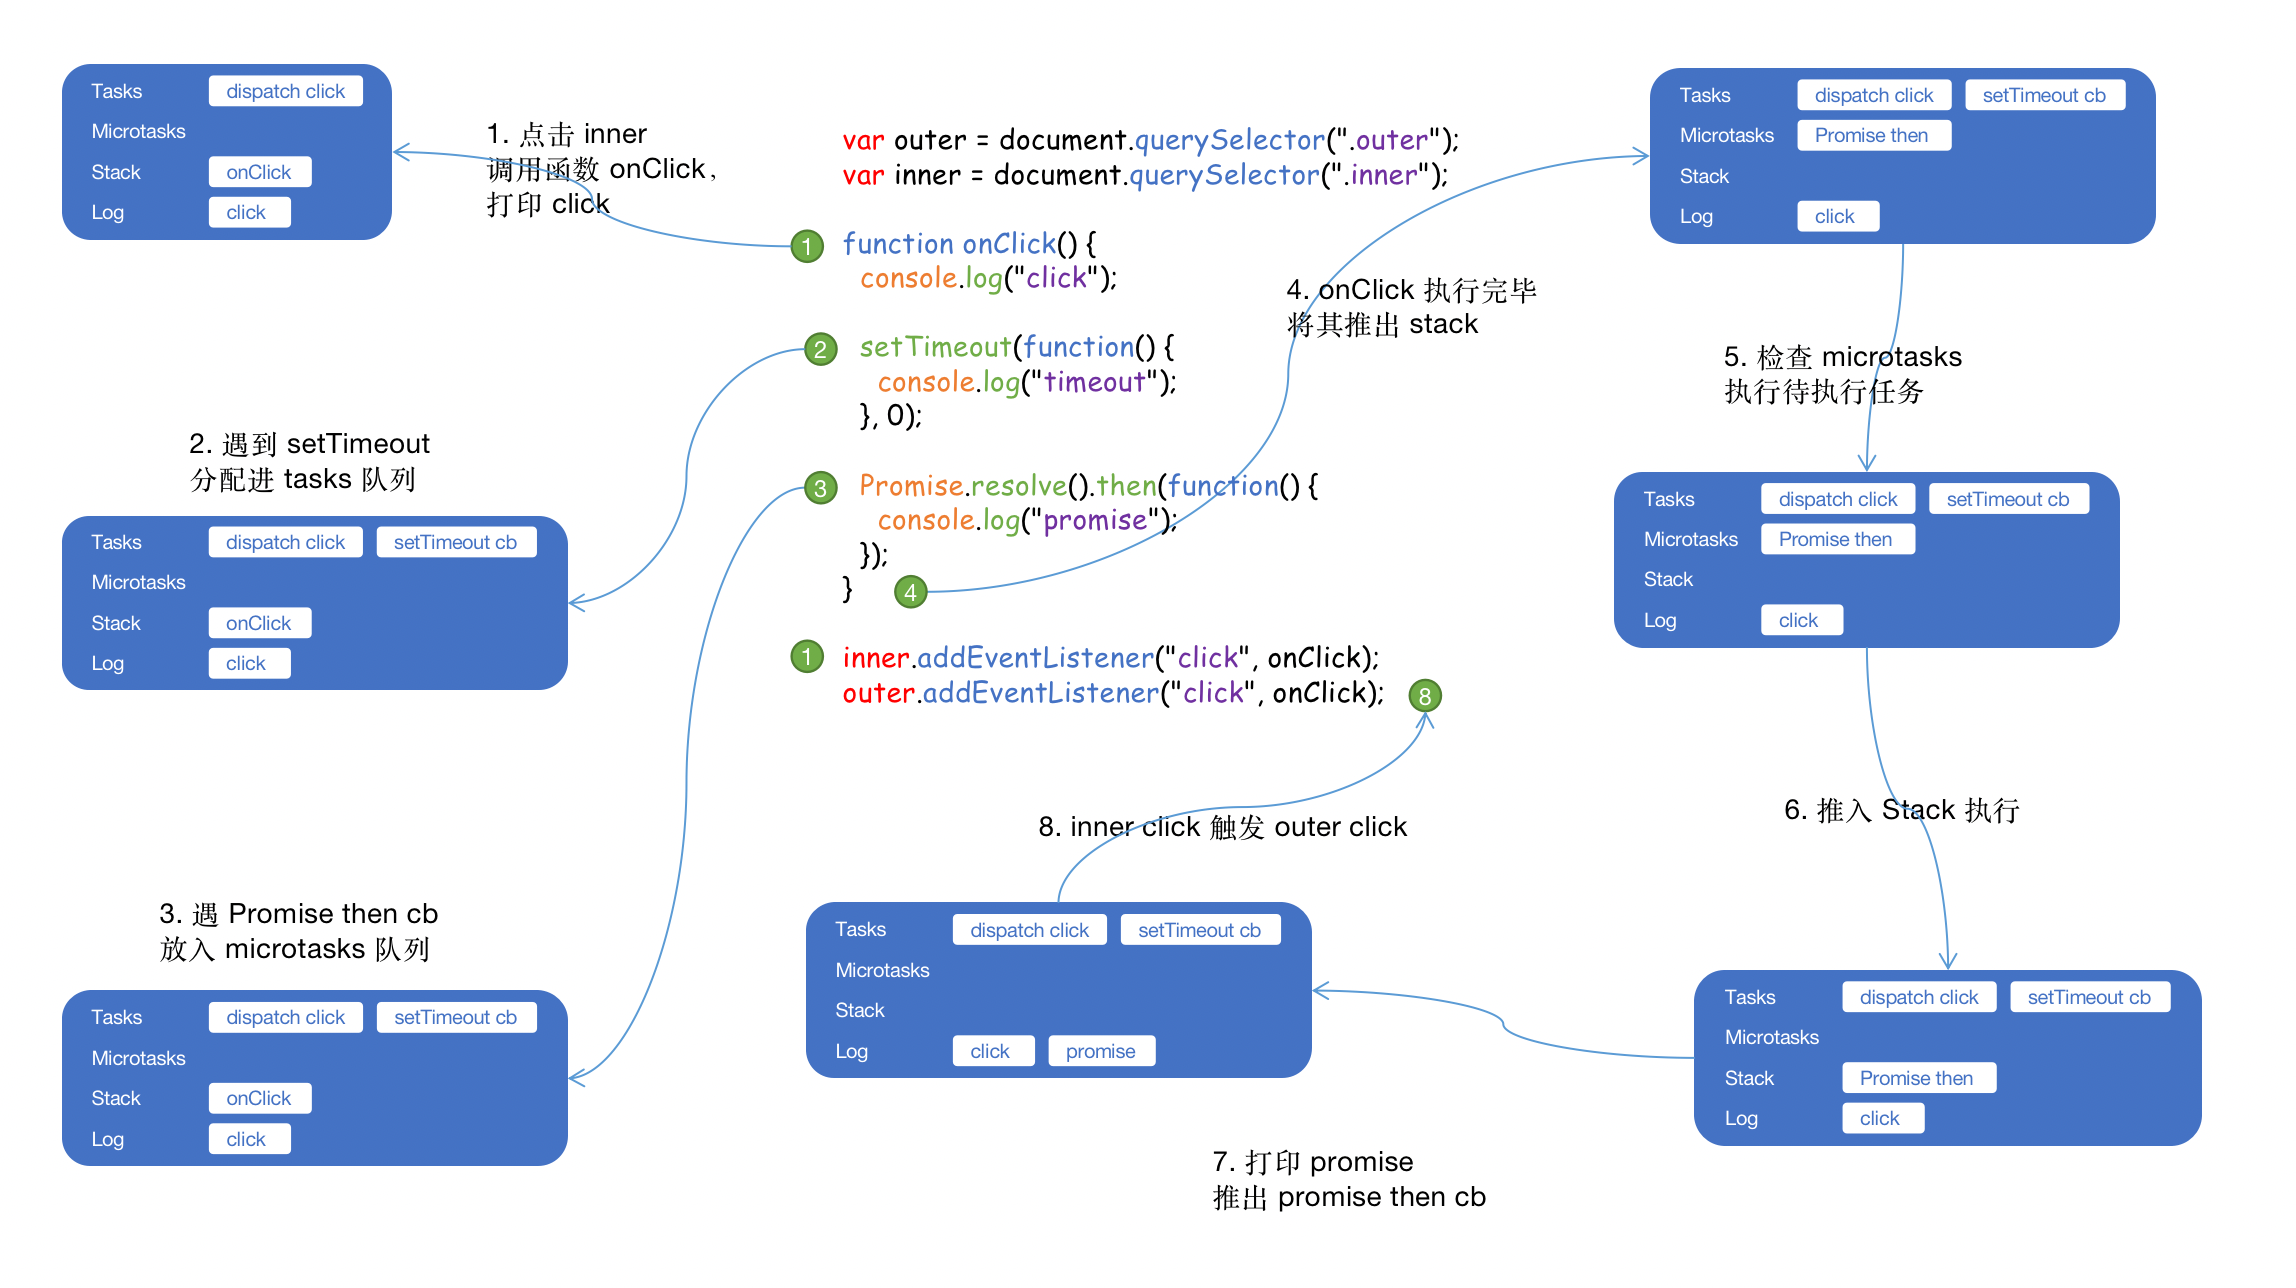 Tasks dispatch click
Microtasks
Stack onClick
Log click
1. 点击 inner
调用函数 onClick，
打印 click
2. 遇到 setTimeout
分配进 tasks 队列
Tasks dispatch click setTimeout cb
Microtasks
Stack onClick
Log click
3. 遇 Promise then cb
放入 microtasks 队列
Tasks dispatch click setTimeout cb
Microtasks
Stack onClick
Log click
var outer = document.querySelector(".outer");
var inner = document.querySelector(".inner");
1 function onClick() {
console.log("click");
2 setTimeout(function() {
console.log("timeout");
}, 0);
3 Promise.resolve().then(function() {
console.log("promise");
});
} 4
1 inner.addEventListener("click", onClick);
outer.addEventListener("click", onClick); 8
4. onClick 执行完毕
将其推出 stack
Tasks dispatch click setTimeout cb
Microtasks Promise then
Stack
Log click
5. 检查 microtasks
执行待执行任务
Tasks dispatch click setTimeout cb
Microtasks Promise then
Stack
Log click
6. 推入 Stack 执行
Tasks dispatch click setTimeout cb
Microtasks
Stack Promise then
Log click
7. 打印 promise
推出 promise then cb
Tasks dispatch click setTimeout cb
Microtasks
Stack
Log click promise
8. inner click 触发 outer click